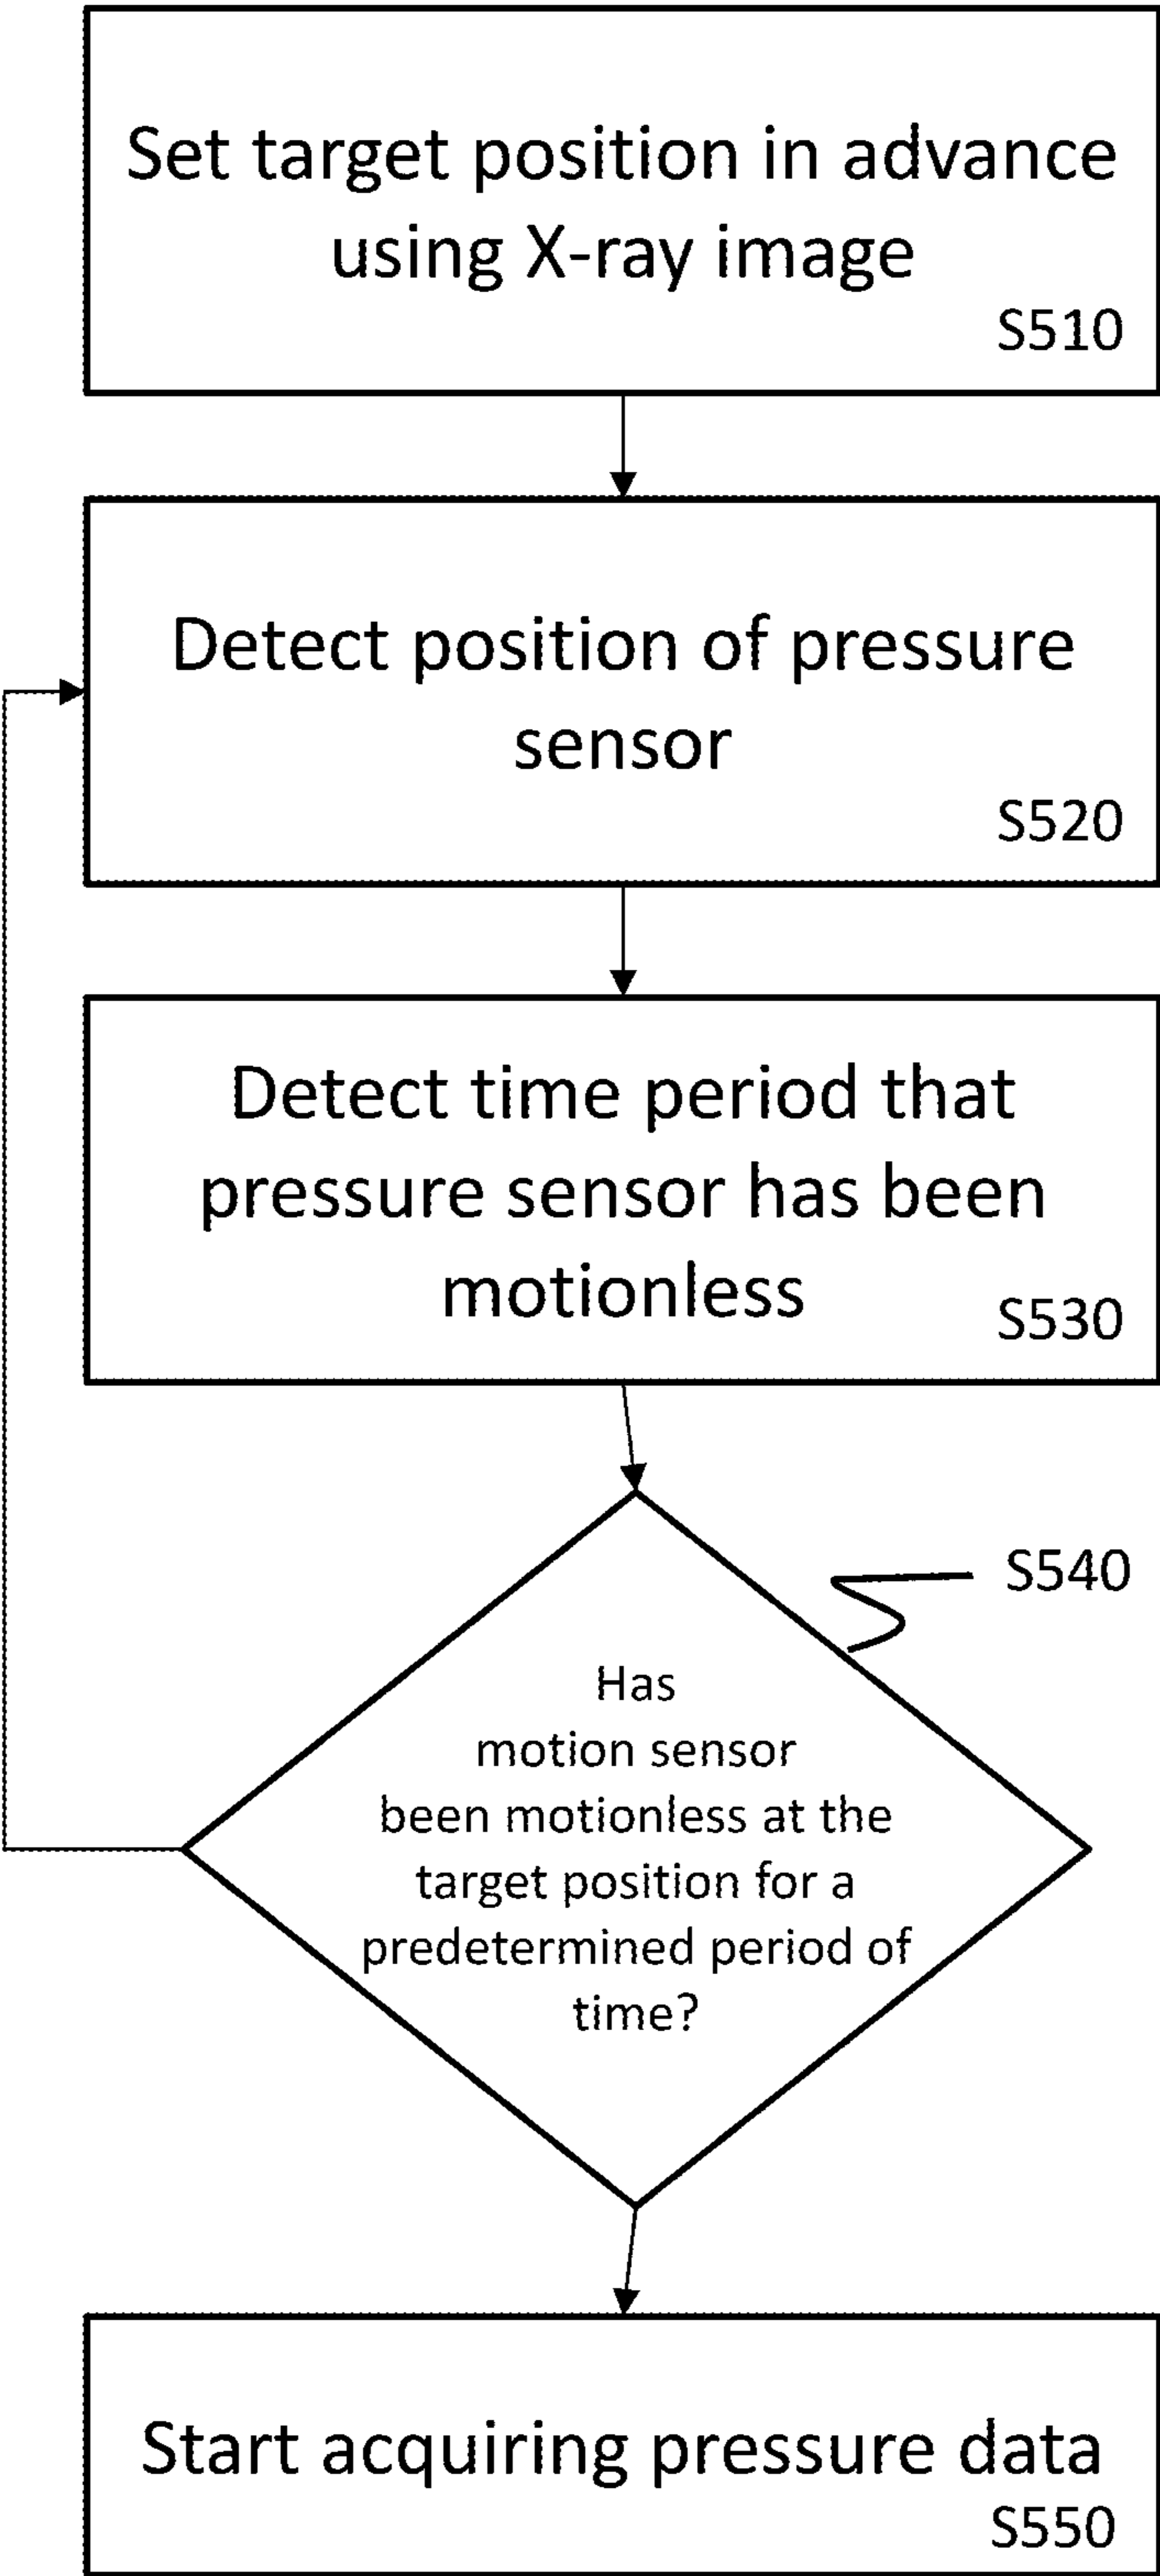 Set target position in advance
using X-ray image
S510
Detect position of pressure
sensor
S520
Detect time period that
pressure sensor has been
motionless
S530
S540
Has
motion sensor
been motionless at the
target position for a
predetermined period of
time?
Start acquiring pressure data
S550